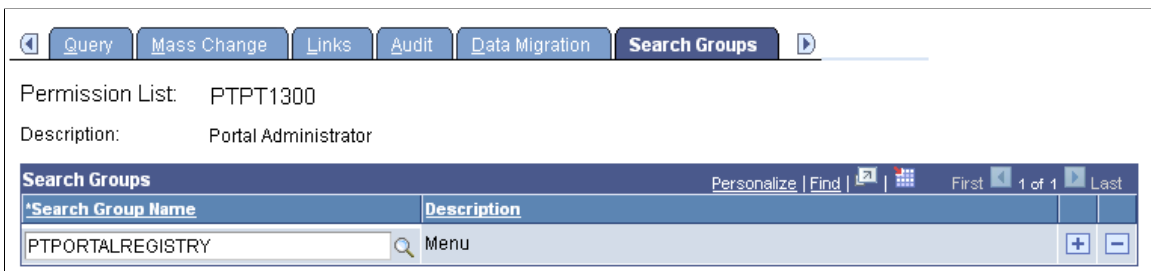 Query Mass Change Links Audit Data Migration Search Groups
Permission List: PTPT1300
Description: Portal Administrator
Search Groups Personalize | Find | | First 1 of 1 Last
*Search Group Name Description
PTPORTALREGISTRY Menu